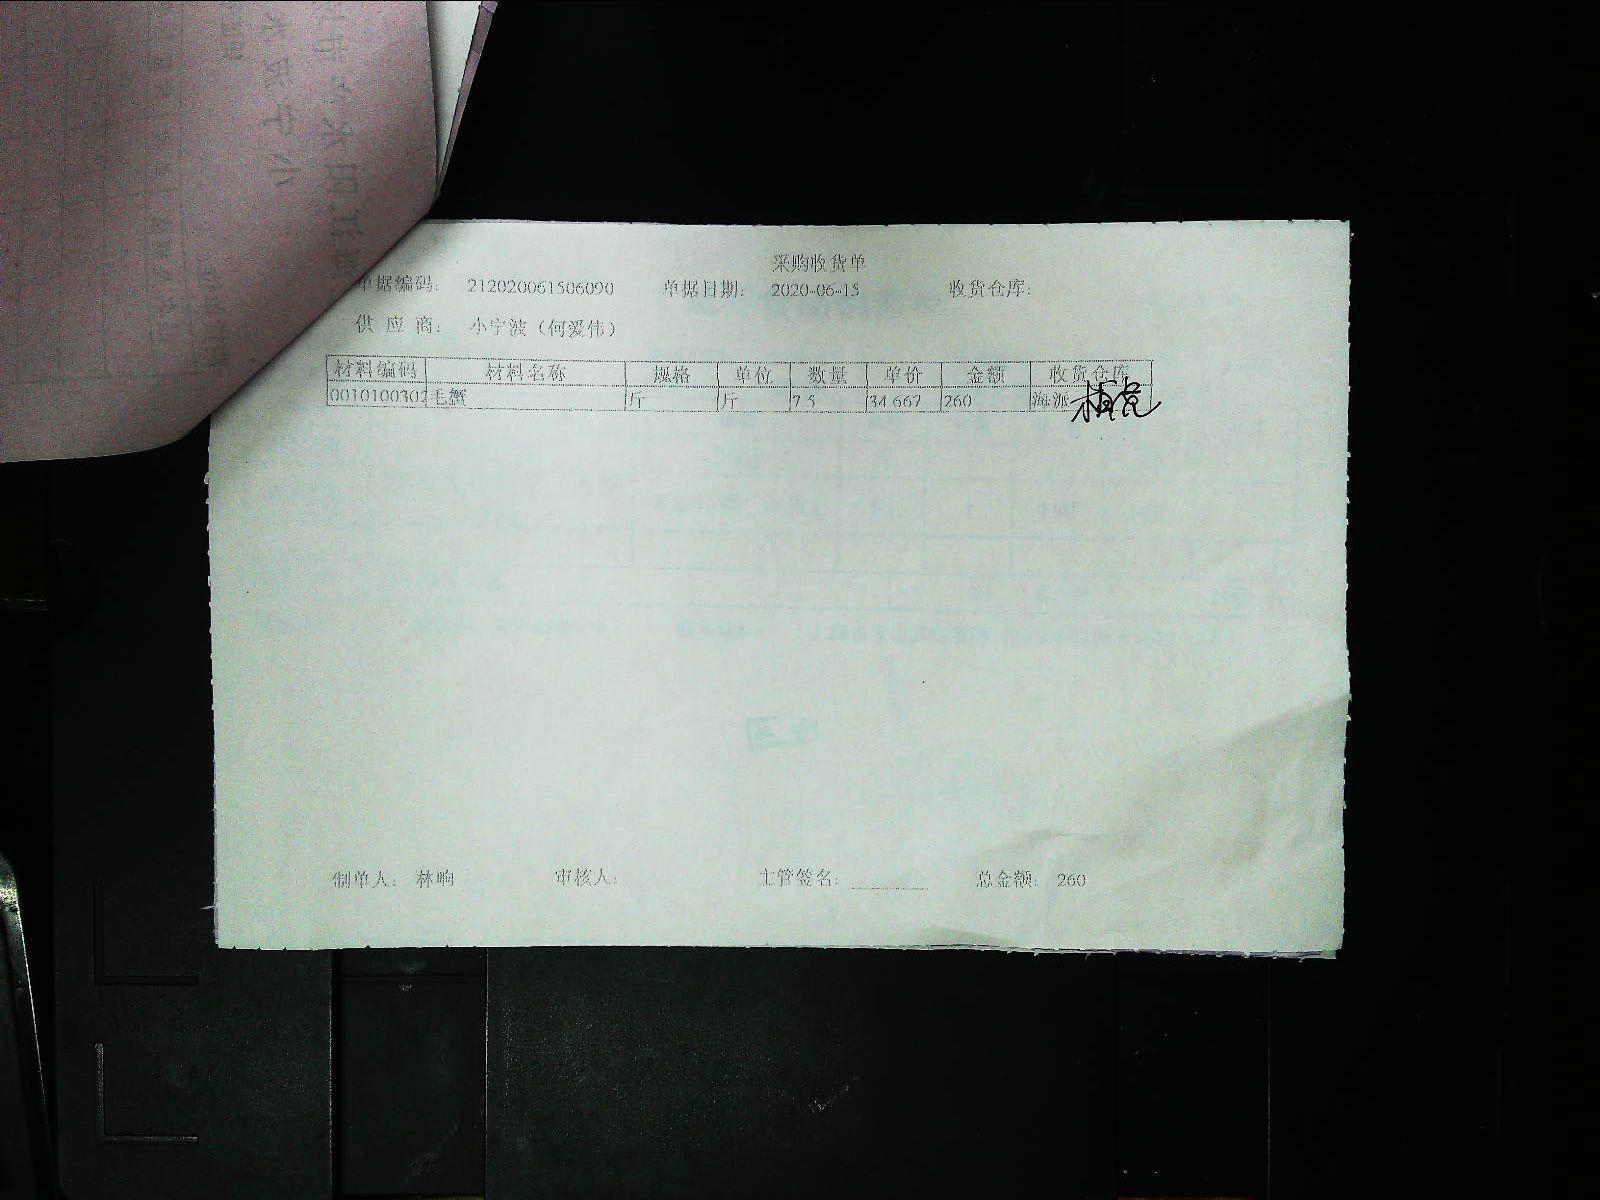 采购收货单
单据编码: 212020061506090 单据日期: 2020-06-15 收货仓库:
供 应 商: 小宁波（何爱伟）
材料编码 材料名称 规格 单位 数量 单价 金额 收货仓库
0010100302 毛蟹 斤 斤 7.5 34.667 260 海派
制单人: 林响 审核人: 主管签名: 总金额: 260